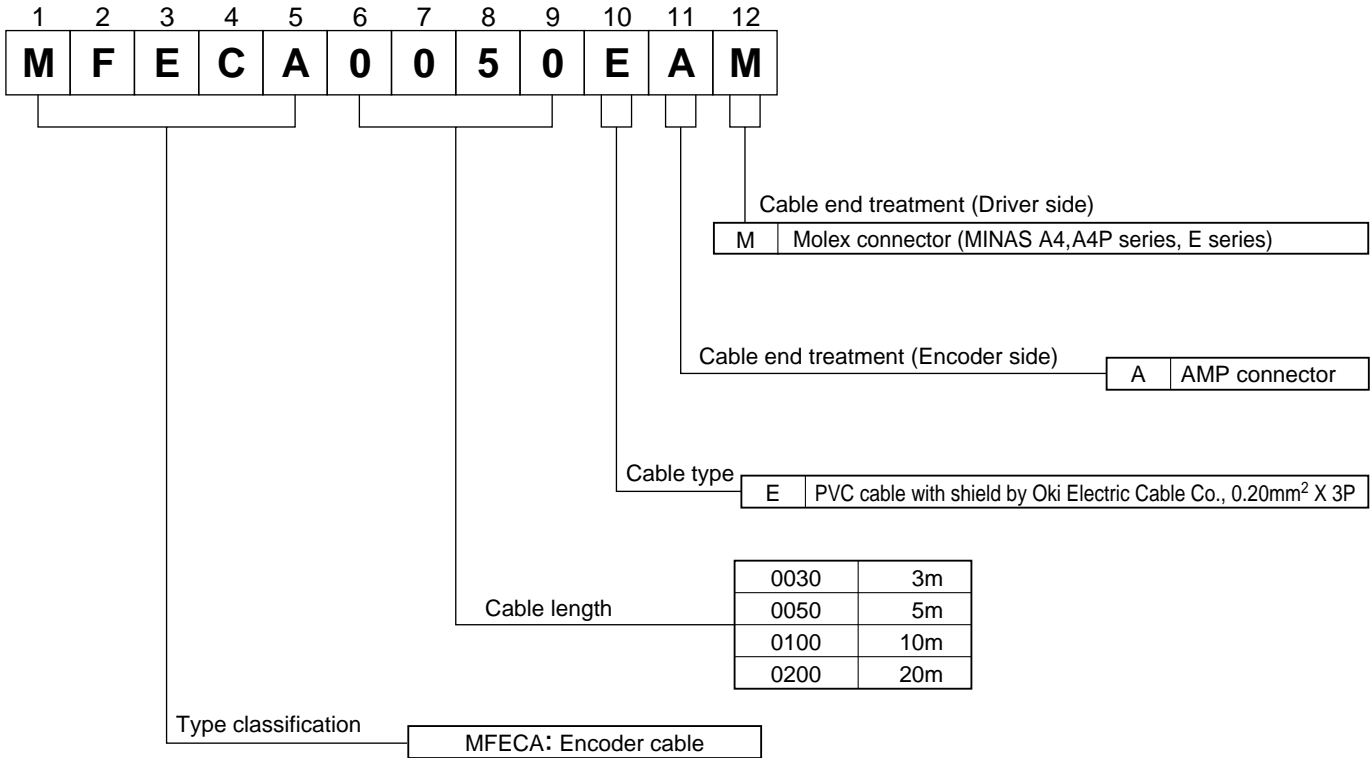 1 2 3 4 5 6 7 8 9 10 11 12
M F E C A 0 0 5 0 E A M
Cable end treatment (Driver side)
M Molex connector (MINAS A4,A4P series, E series)
Cable end treatment (Encoder side)
A AMP connector
Cable type
E PVC cable with shield by Oki Electric Cable Co., 0.20mm² X 3P
Cable length
0030 3m
0050 5m
0100 10m
0200 20m
Type classification
MFECA: Encoder cable